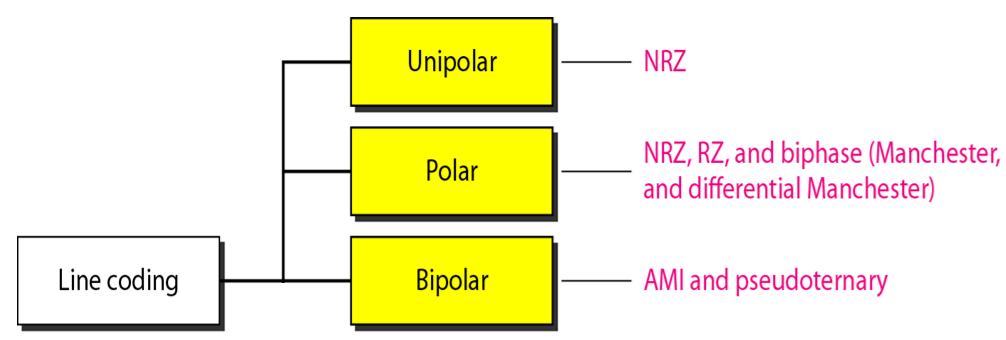 Unipolar
NRZ
Polar
NRZ, RZ, and biphase (Manchester,
and differential Manchester)
Line coding
Bipolar
AMI and pseudoternary